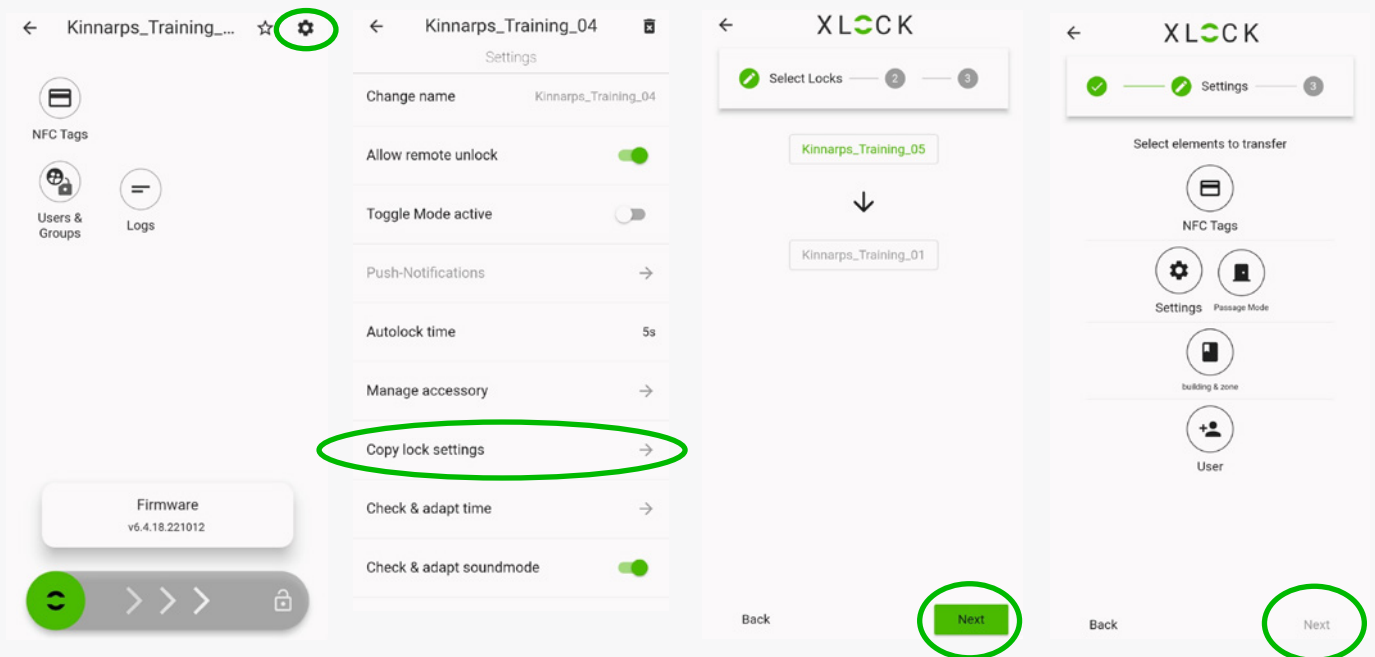 Kinnarps_Training_...
NFC Tags
Users &
Groups
Logs
Firmware
v6.4.18.221012
Kinnarps_Training_04
Settings
Change name
Kinnarps_Training_04
Allow remote unlock
Toggle Mode active
Push-Notifications
Autolock time
5s
Manage accessory
Copy lock settings
Check & adapt time
Check & adapt soundmode
XLOCK
Select Locks
2
3
Kinnarps_Training_05
Kinnarps_Training_01
Back
Next
XLOCK
Settings
3
Select elements to transfer
NFC Tags
Settings
Passage Mode
building & zone
User
Back
Next